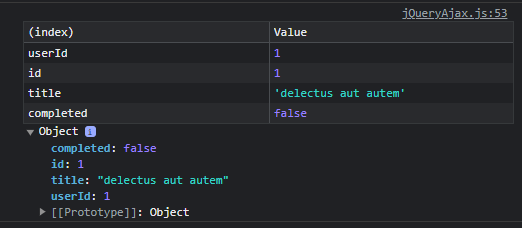 jQueryAjax.js:53
(index) Value
userId 1
id 1
title 'delectus aut autem'
completed false
▼ Object i
completed: false
id: 1
title: "delectus aut autem"
userId: 1
▶ [[Prototype]]: Object